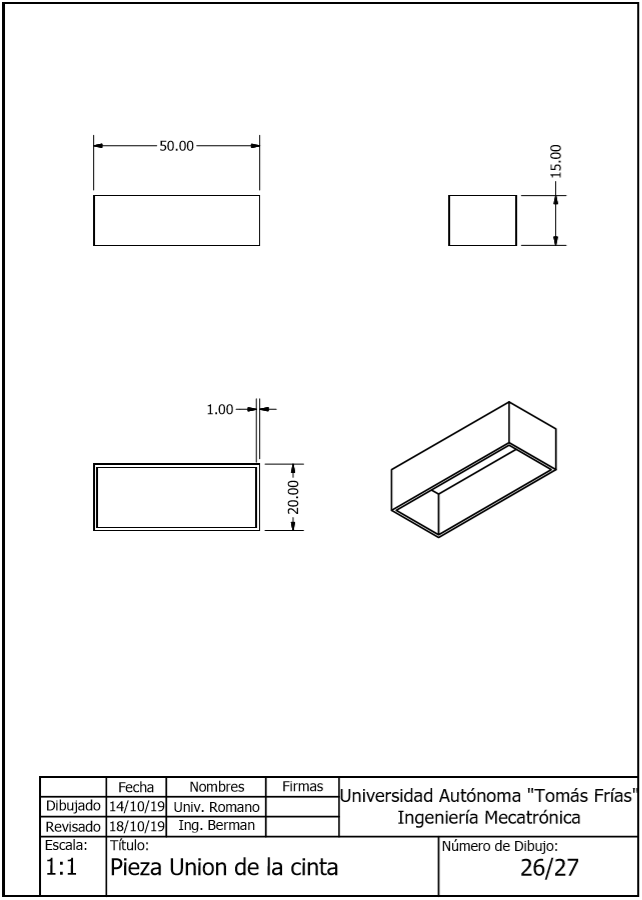 50.00
15.00
1.00
20.00
Fecha Nombres Firmas
Dibujado 14/10/19 Univ. Romano
Revisado 18/10/19 Ing. Berman
Universidad Autónoma "Tomás Frías"
Ingeniería Mecatrónica
Escala: Título: Número de Dibujo:
1:1 Pieza Union de la cinta 26/27